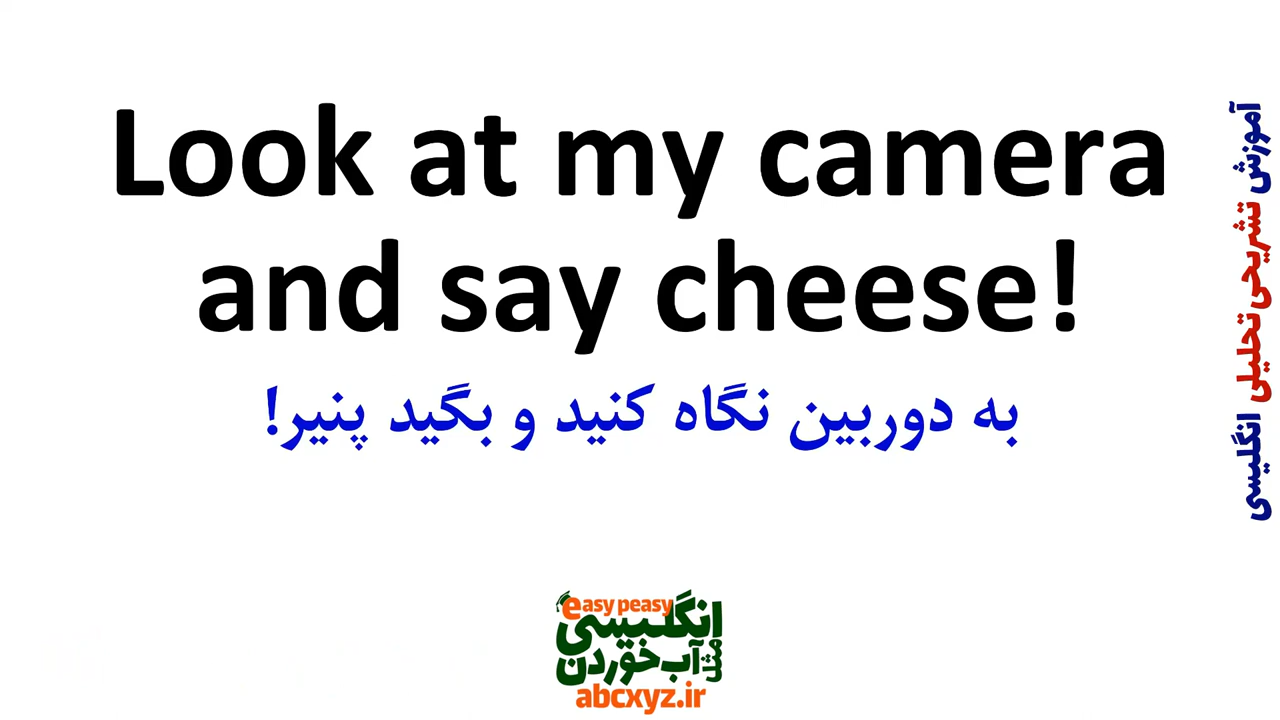 Look at my camera
and say cheese!
به دوربین نگاه کنید و بگید پنیر!
آموزش تشریحی تحلیلی انگلیسی
easy peasy
انگلیسی
مثل آب خوردن
abcxyz.ir